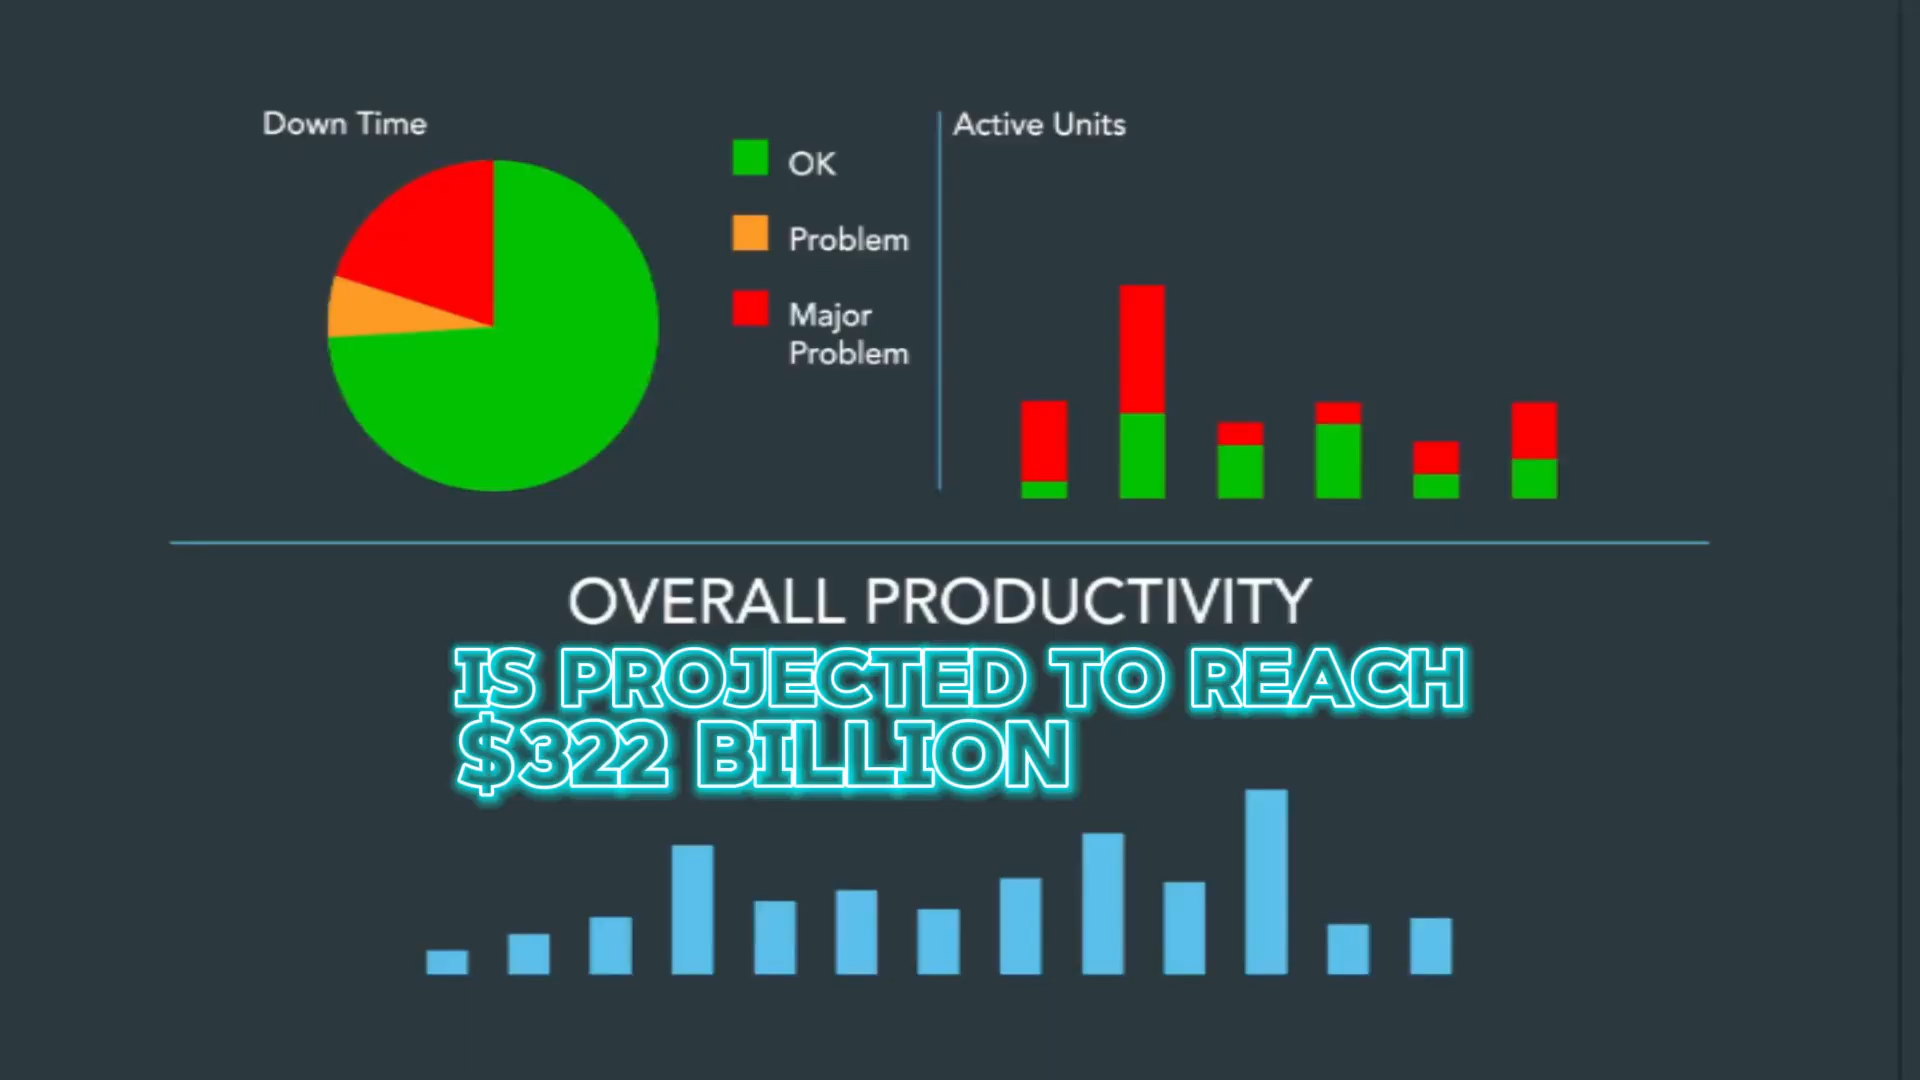 Down Time
OK
Problem
Major
Problem
Active Units
OVERALL PRODUCTIVITY
IS PROJECTED TO REACH
$322 BILLION